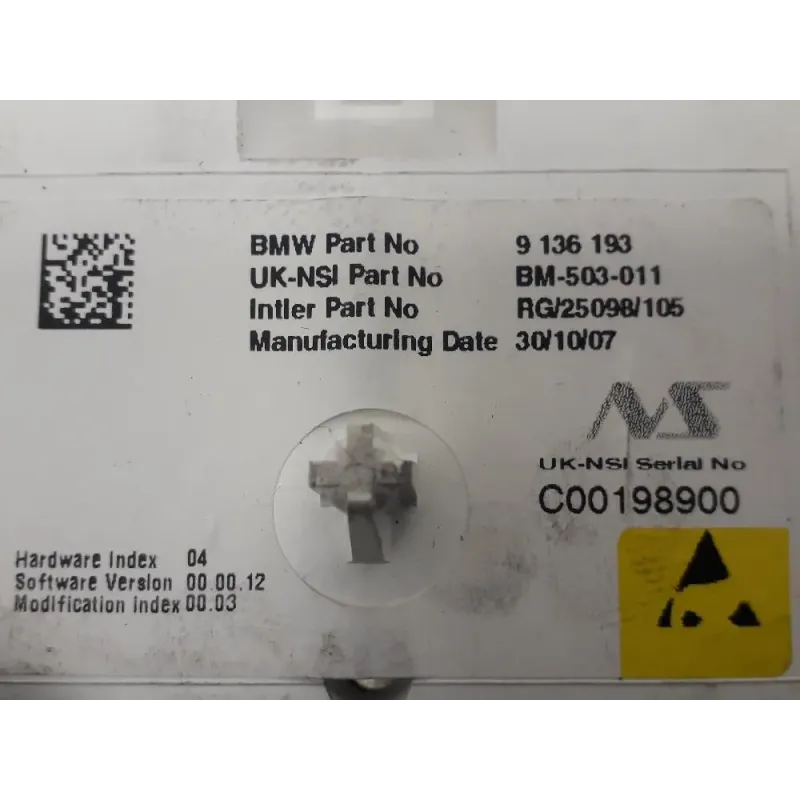 BMW Part No 9 136 193
UK-NSI Part No BM-503-011
Intier Part No RG/25098/105
Manufacturing Date 30/10/07
NS
UK-NSI Serial No
C00198900
Hardware Index 04
Software Version 00.00.12
Modification index 00.03